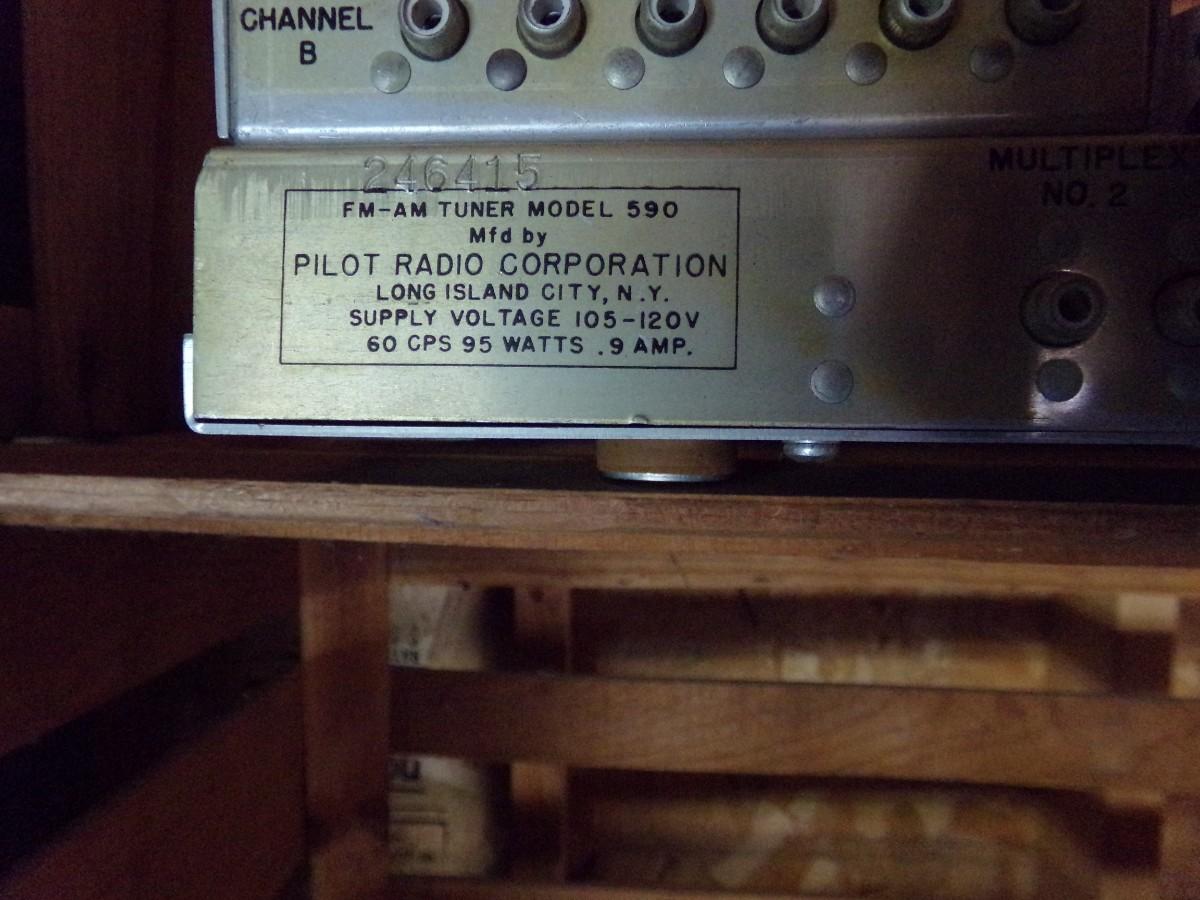 CHANNEL
B
246415
FM-AM TUNER MODEL 590
Mfd by
PILOT RADIO CORPORATION
LONG ISLAND CITY, N.Y.
SUPPLY VOLTAGE 105-120V
60 CPS 95 WATTS .9 AMP.
MULTIPLEX
NO. 2